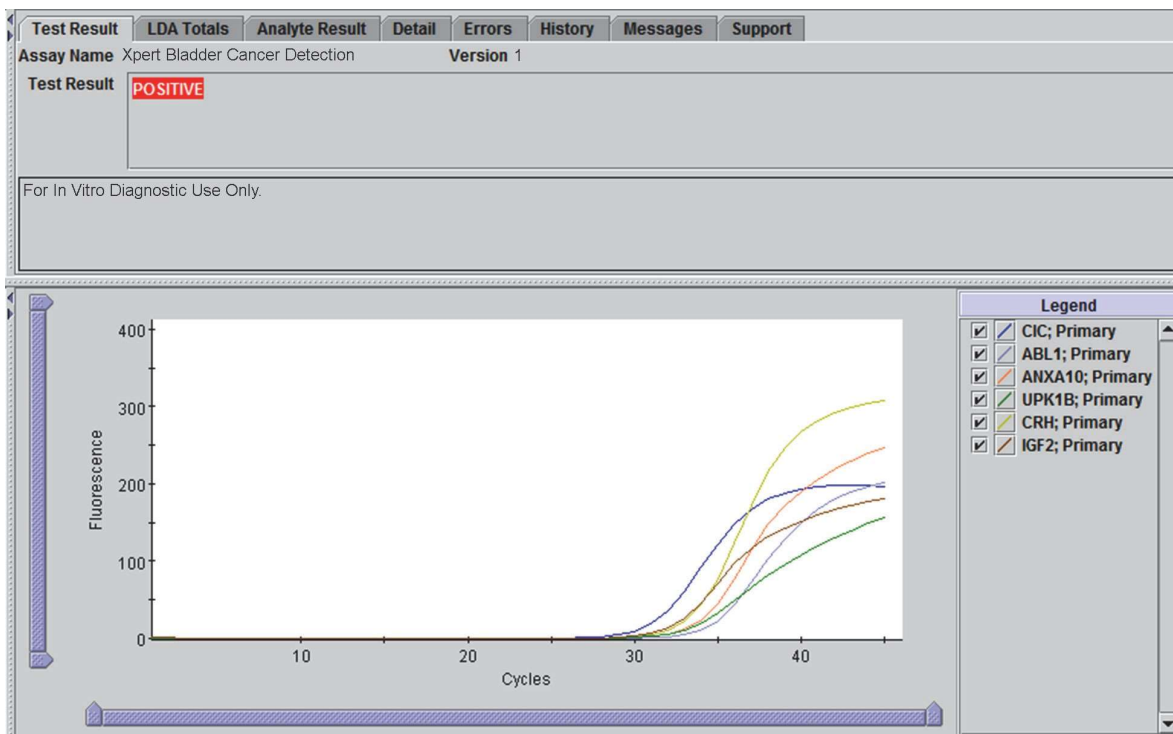 Test Result LDA Totals Analyte Result Detail Errors History Messages Support
Assay Name Xpert Bladder Cancer Detection Version 1
Test Result POSITIVE
For In Vitro Diagnostic Use Only.
400
300
200
100
0
Fluorescence
10 20 30 40
Cycles
Legend
CIC; Primary
ABL1; Primary
ANXA10; Primary
UPK1B; Primary
CRH; Primary
IGF2; Primary